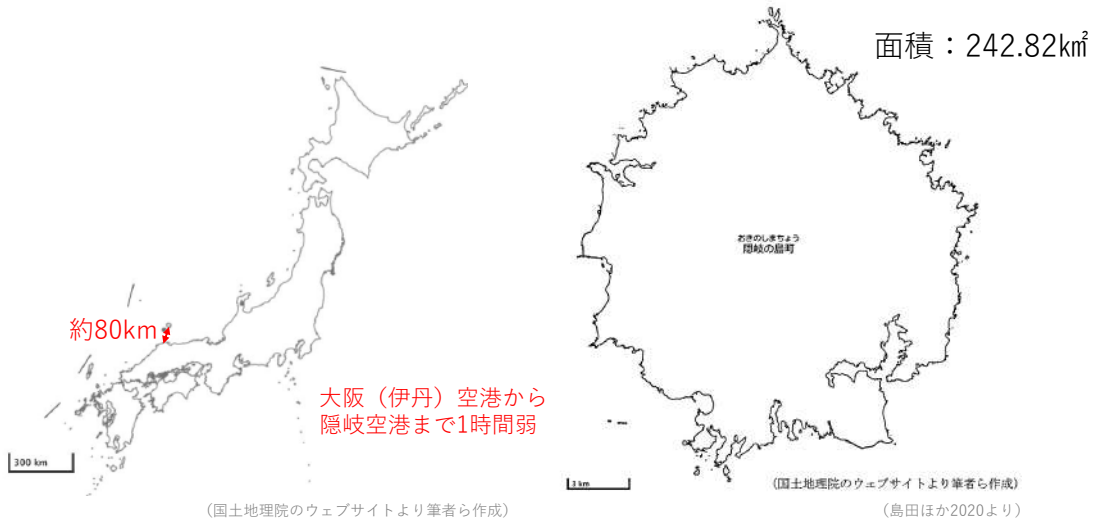 面積：242.82㎢
おきのしまちょう
隠岐の島町
約80km
大阪（伊丹）空港から
隠岐空港まで1時間弱
300 km
3 km
（国土地理院のウェブサイトより筆者ら作成）
（国土地理院のウェブサイトより筆者ら作成）
（島田ほか2020より）